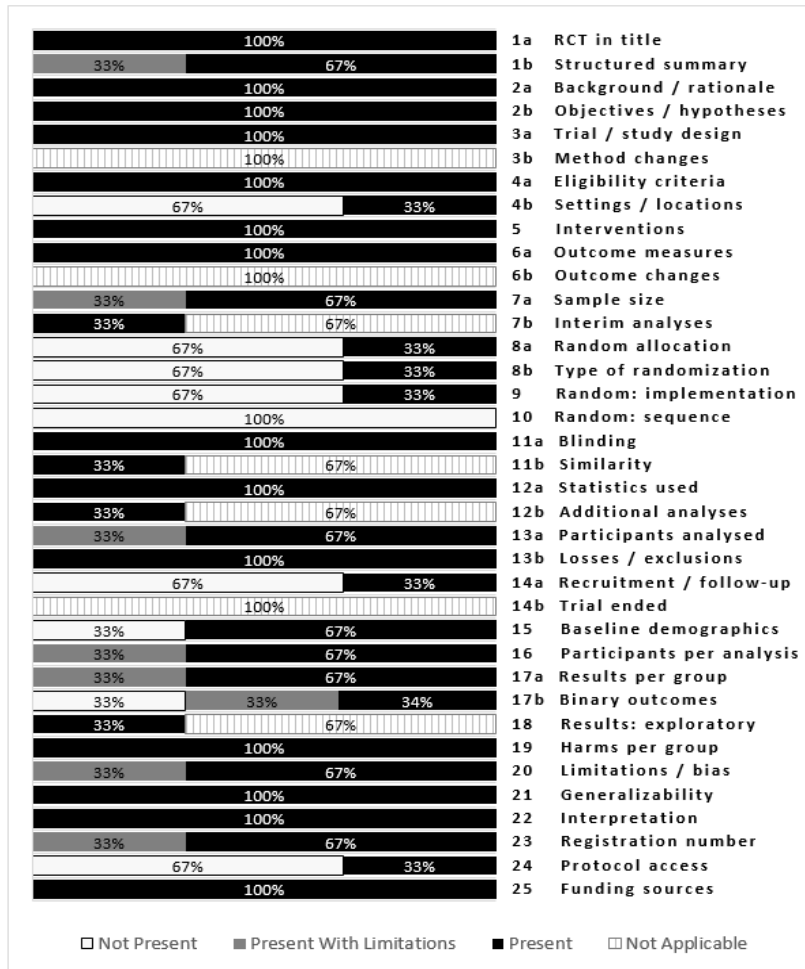 100% 1a RCT in title
33% 67% 1b Structured summary
100% 2a Background / rationale
100% 2b Objectives / hypotheses
100% 3a Trial / study design
100% 3b Method changes
100% 4a Eligibility criteria
67% 33% 4b Settings / locations
100% 5 Interventions
100% 6a Outcome measures
100% 6b Outcome changes
33% 67% 7a Sample size
33% 67% 7b Interim analyses
67% 33% 8a Random allocation
67% 33% 8b Type of randomization
67% 33% 9 Random: implementation
100% 10 Random: sequence
100% 11a Blinding
33% 67% 11b Similarity
100% 12a Statistics used
33% 67% 12b Additional analyses
33% 67% 13a Participants analysed
100% 13b Losses / exclusions
67% 33% 14a Recruitment / follow-up
100% 14b Trial ended
33% 67% 15 Baseline demographics
33% 67% 16 Participants per analysis
33% 67% 17a Results per group
33% 33% 34% 17b Binary outcomes
33% 67% 18 Results: exploratory
100% 19 Harms per group
33% 67% 20 Limitations / bias
100% 21 Generalizability
100% 22 Interpretation
33% 67% 23 Registration number
67% 33% 24 Protocol access
100% 25 Funding sources
Not Present Present With Limitations Present Not Applicable